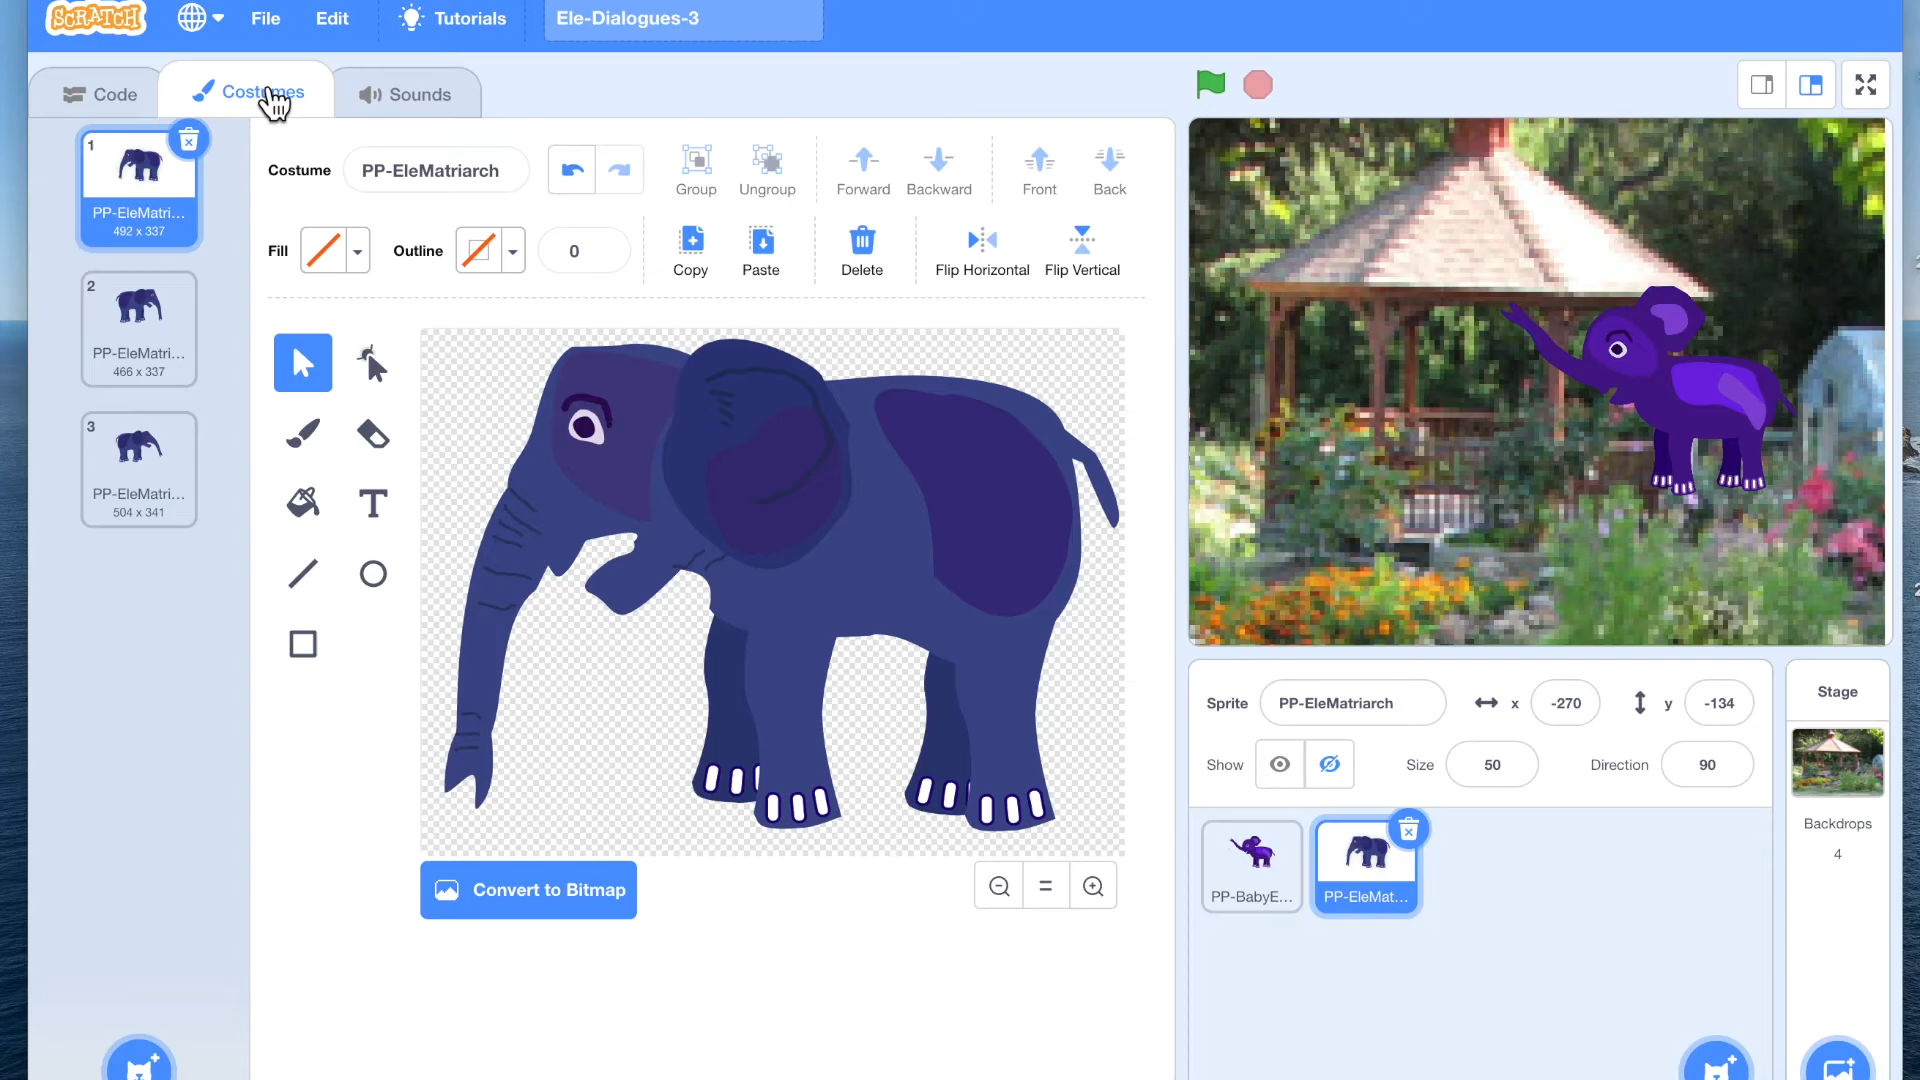 SCRATCH File Edit Tutorials Ele-Dialogues-3
Code Costumes Sounds
1
PP-EleMatri...
492 x 337
2
PP-EleMatri...
466 x 337
3
PP-EleMatri...
504 x 341
Costume PP-EleMatriarch
Group Ungroup Forward Backward Front Back
Fill Outline 0
Copy Paste Delete Flip Horizontal Flip Vertical
T
Convert to Bitmap
Sprite PP-EleMatriarch x -270 y -134
Show Size 50 Direction 90
PP-BabyE... PP-EleMat...
Stage
Backdrops
4